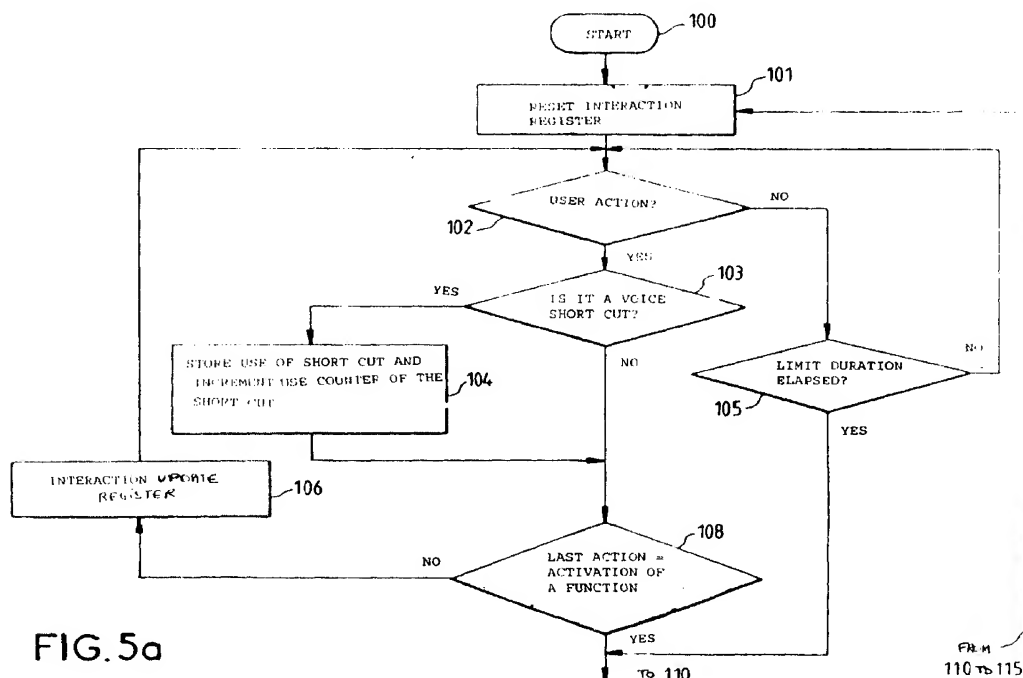 START
100
101
RESET INTERACTION
REGISTER
USER ACTION?
NO
102
YES
103
YES
IS IT A VOICE
SHORT CUT?
STORE USE OF SHORT CUT AND
INCREMENT USE COUNTER OF THE
SHORT CUT
104
NO
LIMIT DURATION
ELAPSED?
NO
105
YES
INTERACTION UPDATE
REGISTER
106
108
NO
LAST ACTION =
ACTIVATION OF
A FUNCTION
YES
FIG. 5a
TO 110
FROM
110 TO 115